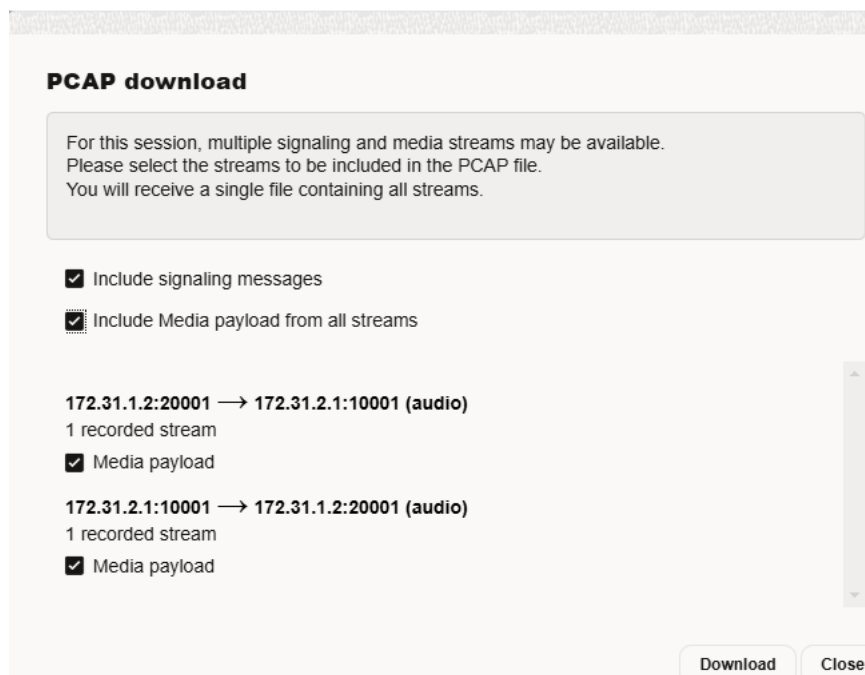 PCAP download
For this session, multiple signaling and media streams may be available.
Please select the streams to be included in the PCAP file.
You will receive a single file containing all streams.
Include signaling messages
Include Media payload from all streams
172.31.1.2:20001 → 172.31.2.1:10001 (audio)
1 recorded stream
Media payload
172.31.2.1:10001 → 172.31.1.2:20001 (audio)
1 recorded stream
Media payload
Download Close